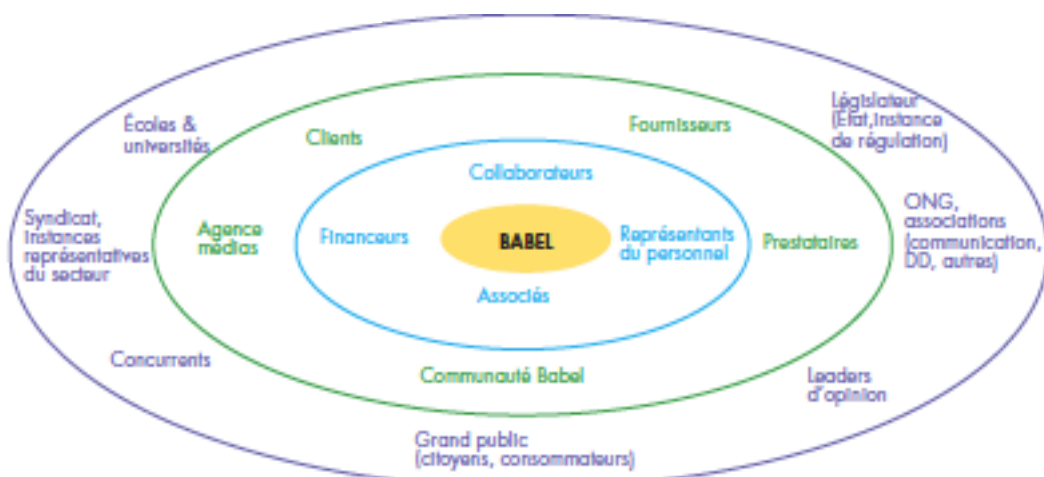 Législateur
(État,instance
de régulation)
Écoles &
universités
Clients
Fournisseurs
Collaborateurs
Syndicat,
instances
représentatives
du secteur
Agence
médias
Financeurs
BABEL
Représentants
du personnel
Prestataires
ONG,
associations
(communication,
DD, autres)
Associés
Concurrents
Communauté Babel
Leaders
d'opinion
Grand public
(citoyens, consommateurs)